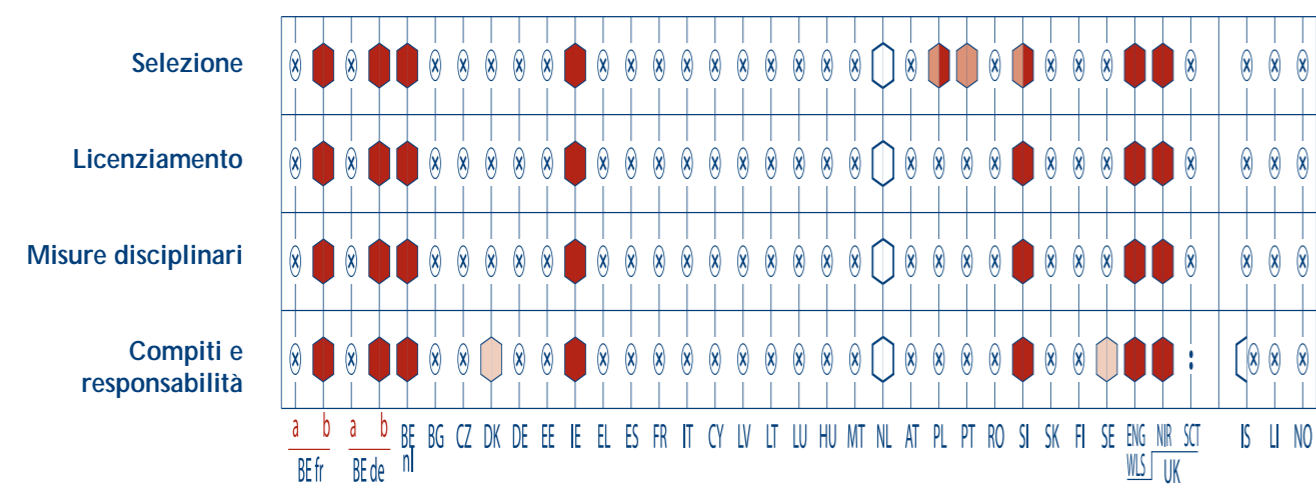 Selezione
Licenziamento
Misure disciplinari
Compiti e
responsabilità
:
a b a b BE BG CZ DK DE EE IE EL ES FR IT CY LV LT LU HU MT NL AT PL PT RO SI SK FI SE ENG NIR SCT IS LI NO
BE fr BE de nl WLS UK